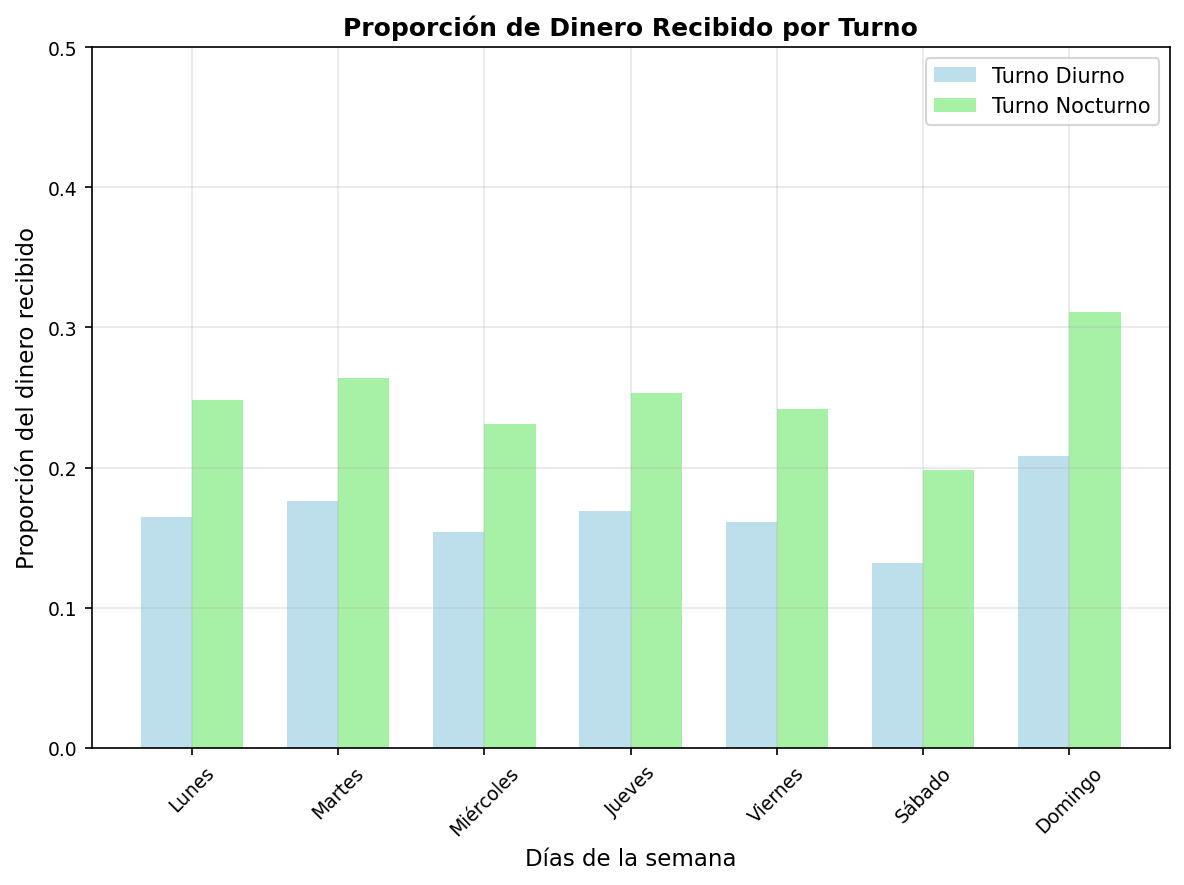 Proporción de Dinero Recibido por Turno
Turno Diurno
Turno Nocturno
Proporción del dinero recibido
0.5
0.4
0.3
0.2
0.1
0.0
Lunes
Martes
Miércoles
Jueves
Viernes
Sábado
Domingo
Días de la semana